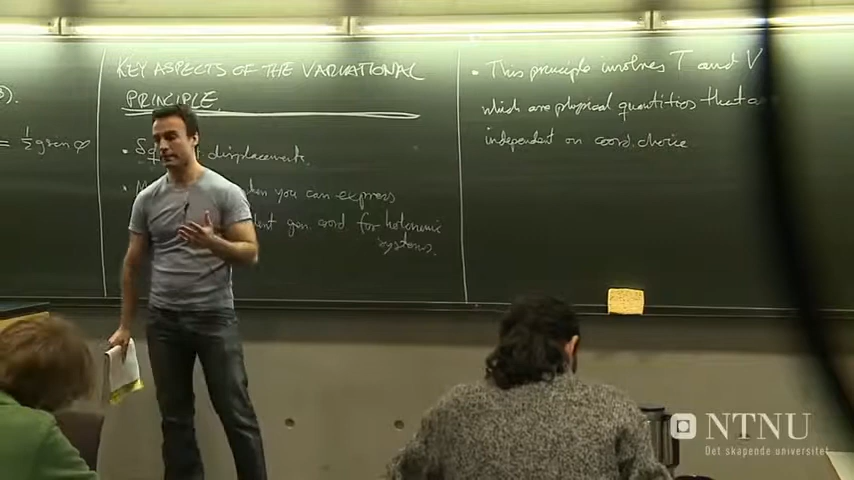 ).
= ½ g sin φ
KEY ASPECTS OF THE VARIATIONAL
PRINCIPLE
• displacements.
• when you can express
gen. coord for holonomic
systems.
• This principle involves T and V
which are physical quantities that a
independent on coord. choice
NTNU
Det skapende universitet